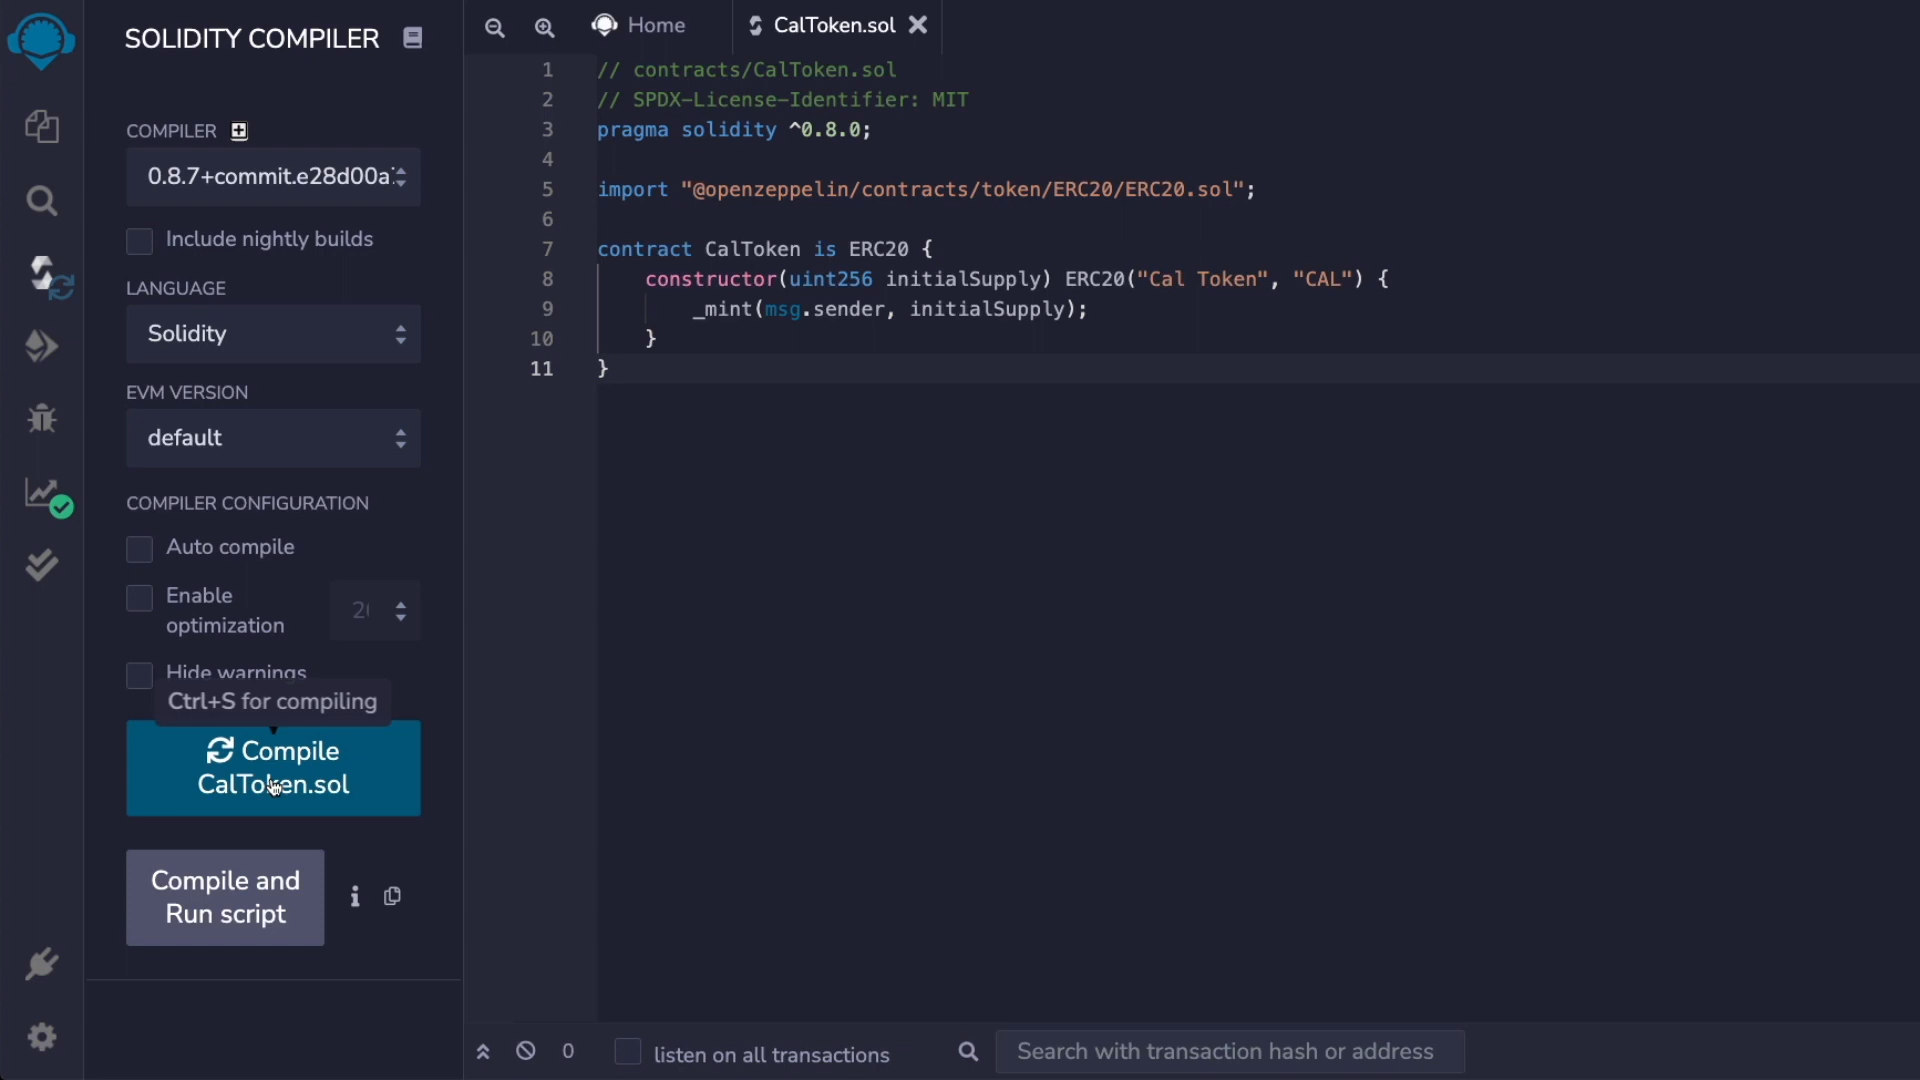 SOLIDITY COMPILER
COMPILER
0.8.7+commit.e28d00a7
Include nightly builds
LANGUAGE
Solidity
EVM VERSION
default
COMPILER CONFIGURATION
Auto compile
Enable
optimization
Hide warnings
Ctrl+S for compiling
Compile
CalToken.sol
Compile and
Run script
Home
CalToken.sol
1 // contracts/CalToken.sol
2 // SPDX-License-Identifier: MIT
3 pragma solidity ^0.8.0;
4
5 import "@openzeppelin/contracts/token/ERC20/ERC20.sol";
6
7 contract CalToken is ERC20 {
8 constructor(uint256 initialSupply) ERC20("Cal Token", "CAL") {
9 _mint(msg.sender, initialSupply);
10 }
11 }
0
listen on all transactions
Search with transaction hash or address